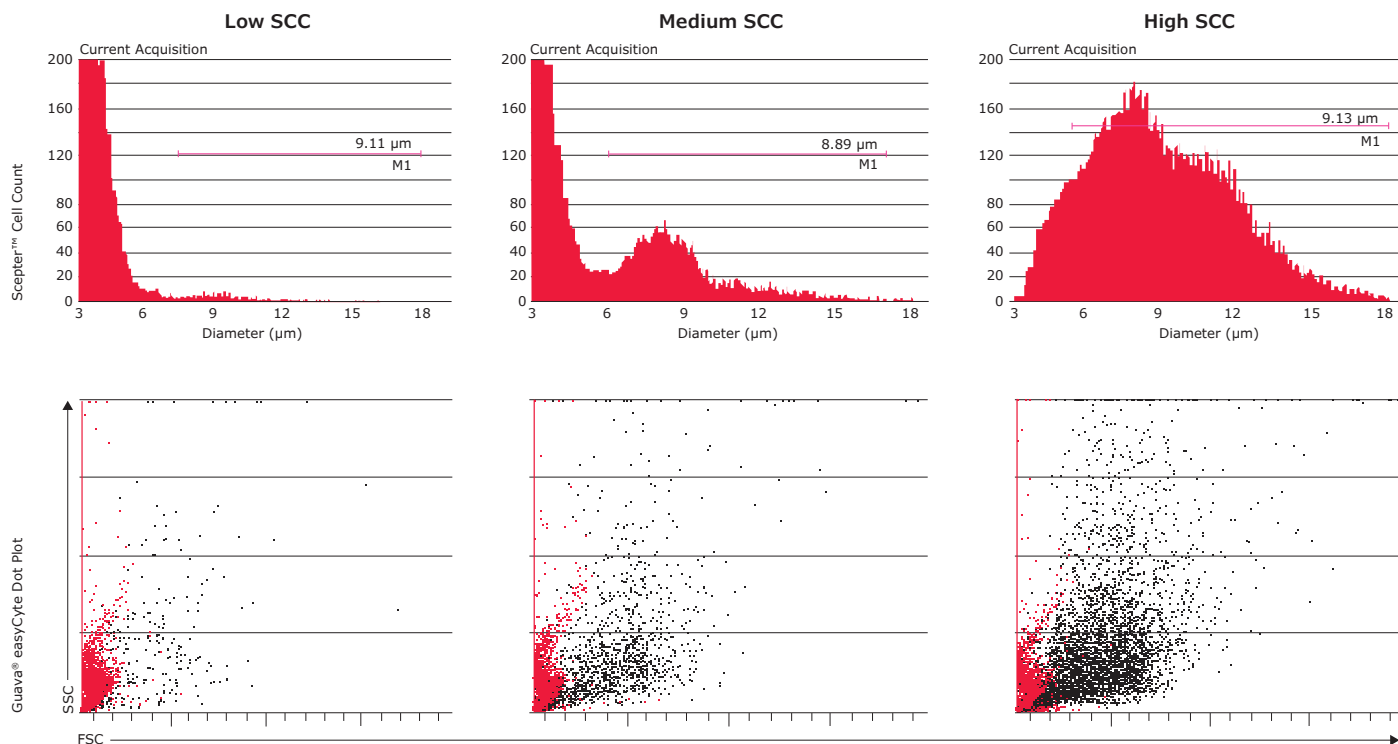 Low SCC
Medium SCC
High SCC
Current Acquisition
Current Acquisition
Current Acquisition
Scepter™ Cell Count
200
160
120
80
60
40
20
0
9.11 µm
M1
3 6 9 12 15 18
Diameter (µm)
200
160
120
80
60
40
20
0
8.89 µm
M1
3 6 9 12 15 18
Diameter (µm)
200
160
120
80
60
40
20
0
9.13 µm
M1
3 6 9 12 15 18
Diameter (µm)
Guava® easyCyte Dot Plot
SSC
FSC